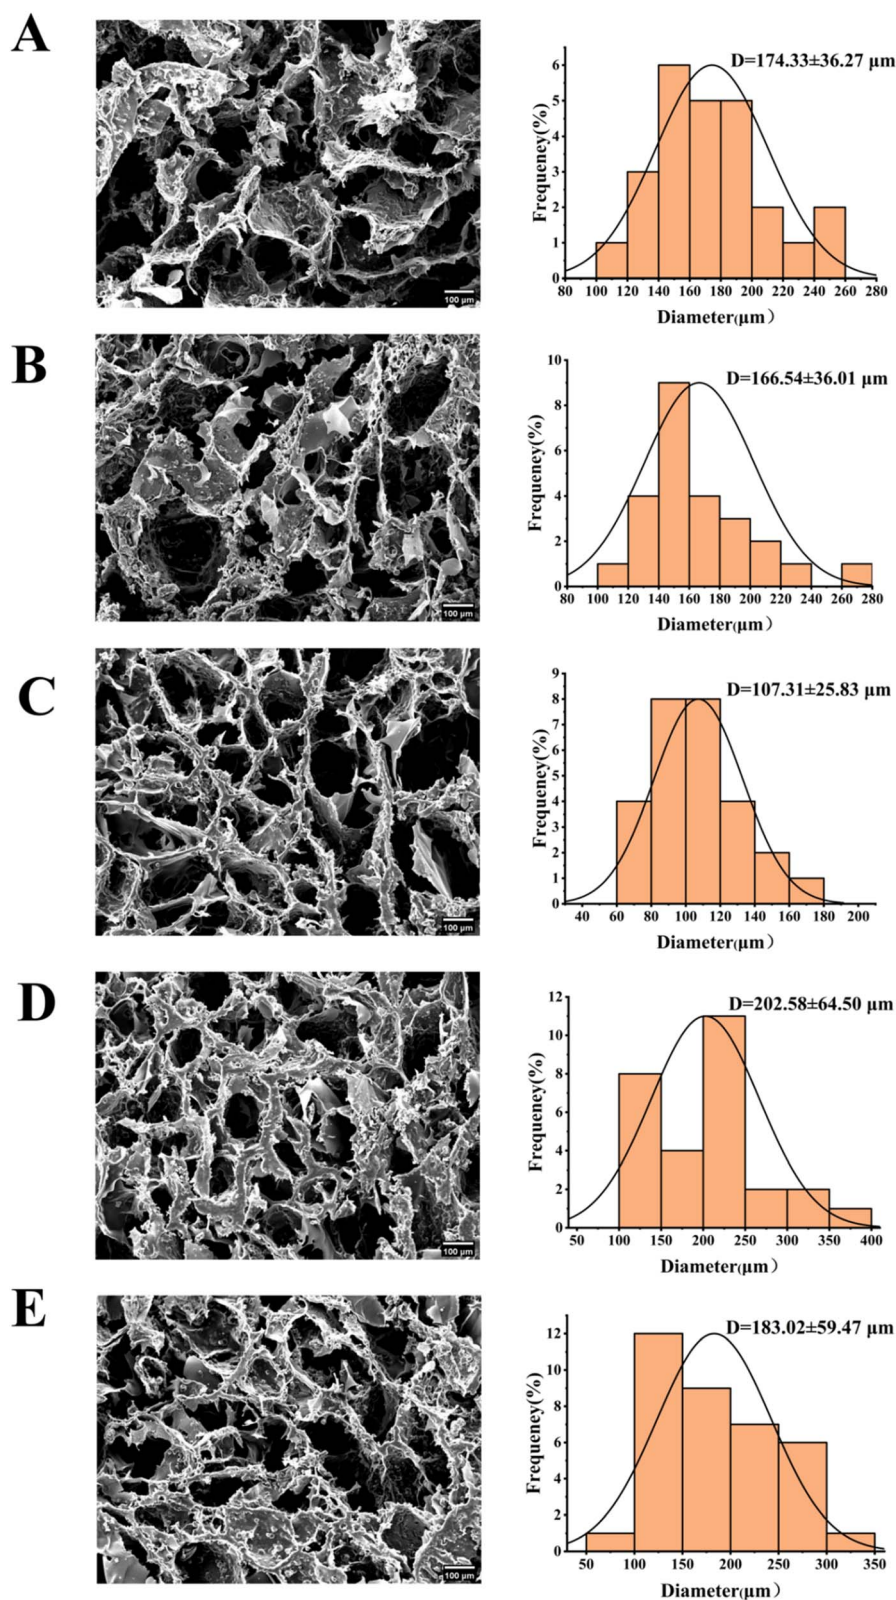 A
100 µm
D=174.33±36.27 µm
Frequency(%)
6
5
4
3
2
1
0
80 100 120 140 160 180 200 220 240 260 280
Diameter(µm)
B
100 µm
D=166.54±36.01 µm
Frequency(%)
10
8
6
4
2
0
80 100 120 140 160 180 200 220 240 260 280
Diameter(µm)
C
100 µm
D=107.31±25.83 µm
Frequency(%)
9
8
7
6
5
4
3
2
1
0
40 60 80 100 120 140 160 180 200
Diameter(µm)
D
100 µm
D=202.58±64.50 µm
Frequency(%)
12
10
8
6
4
2
0
50 100 150 200 250 300 350 400
Diameter(µm)
E
100 µm
D=183.02±59.47 µm
Frequency(%)
12
10
8
6
4
2
0
50 100 150 200 250 300 350
Diameter(µm)